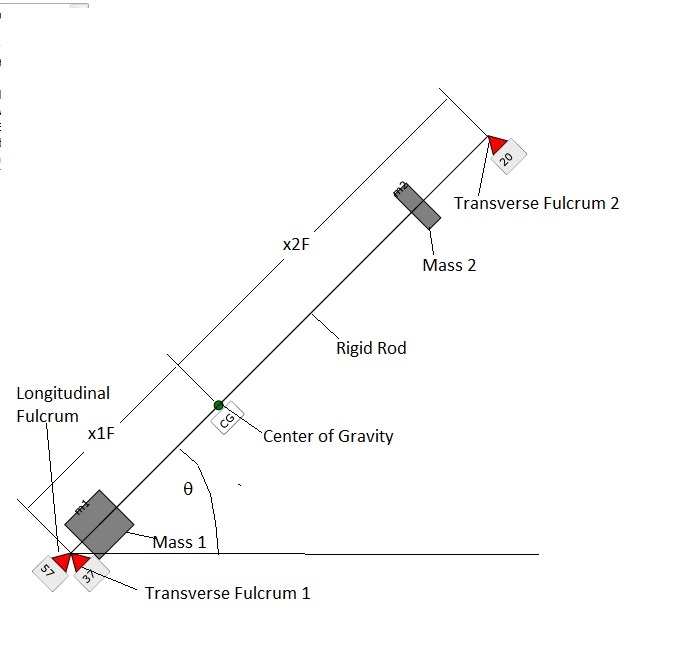 20
Transverse Fulcrum 2
m2
x2F
Mass 2
Rigid Rod
Longitudinal
Fulcrum
x1F
CG
Center of Gravity
θ
m1
Mass 1
57
37
Transverse Fulcrum 1